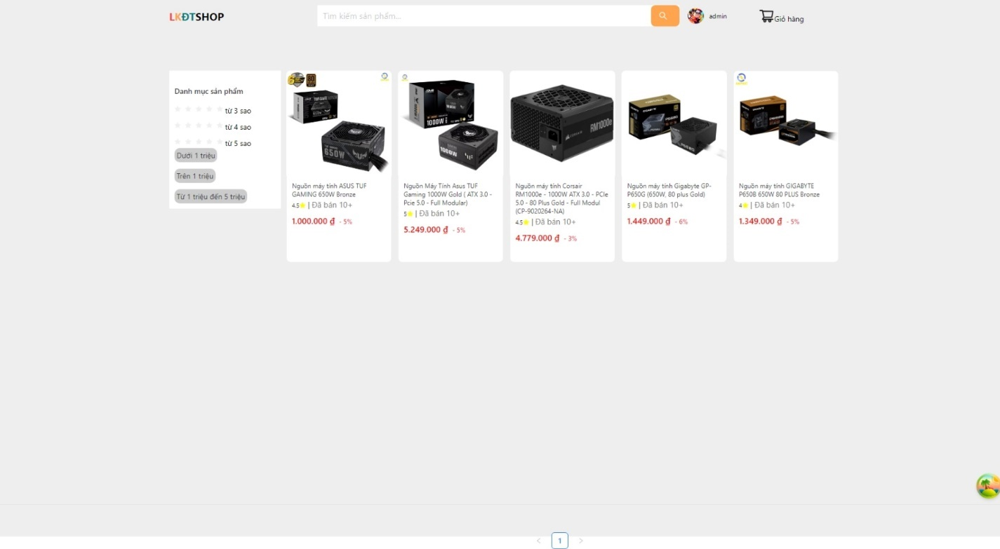 LKĐTSHOP
Tìm kiếm sản phẩm...
admin
Giỏ hàng
Danh mục sản phẩm
từ 3 sao
từ 4 sao
từ 5 sao
Dưới 1 triệu
Trên 1 triệu
Từ 1 triệu đến 5 triệu
650W
Nguồn máy tính ASUS TUF
GAMING 650W Bronze
4.5 | Đã bán 10+
1.000.000 ₫ - 5%
1000W
1000W
Nguồn Máy Tính Asus TUF
Gaming 1000W Gold ( ATX 3.0 -
Pcie 5.0 - Full Modular)
5 | Đã bán 10+
5.249.000 ₫ - 5%
CORSAIR
RM1000e
Nguồn máy tính Corsair
RM1000e - 1000W ATX 3.0 - PCIe
5.0 - 80 Plus Gold - Full Modul
(CP-9020264-NA)
4.5 | Đã bán 10+
4.779.000 ₫ - 3%
Nguồn máy tính Gigabyte GP-
P650G (650W, 80 plus Gold)
5 | Đã bán 10+
1.449.000 ₫ - 6%
Nguồn máy tính GIGABYTE
P650B 650W 80 PLUS Bronze
4 | Đã bán 10+
1.349.000 ₫ - 5%
1